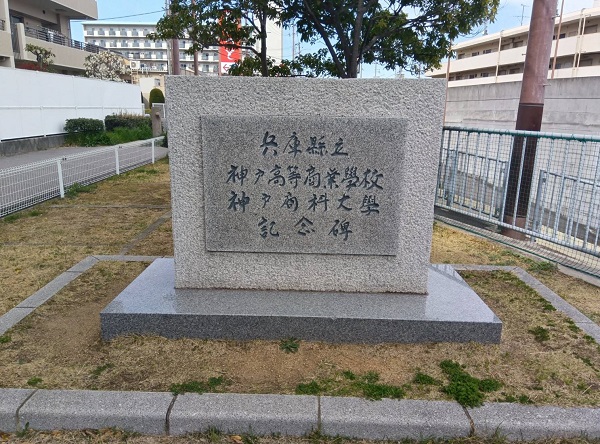 兵庫縣立
神戸高等商業學校
神戸商科大學
記念碑